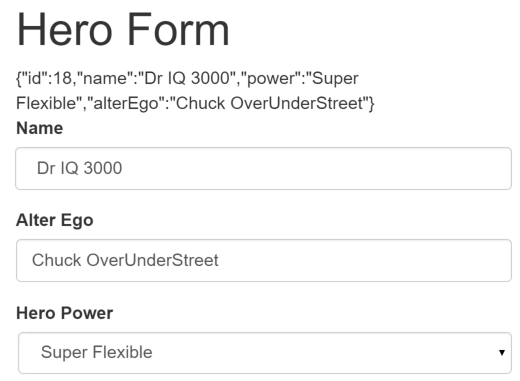 Hero Form
{"id":18,"name":"Dr IQ 3000","power":"Super
Flexible","alterEgo":"Chuck OverUnderStreet"}
Name
Dr IQ 3000
Alter Ego
Chuck OverUnderStreet
Hero Power
Super Flexible